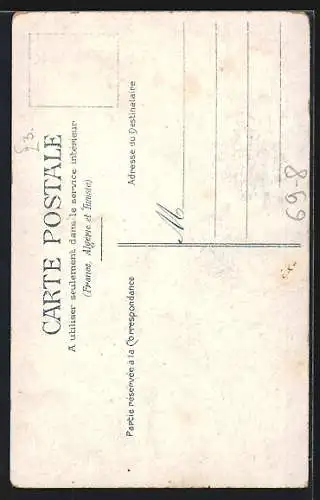 CARTE POSTALE
A utiliser seulement dans le service intérieur
(France, Algérie et Tunisie)
Partie réservée à la Correspondance
Adresse du Destinataire
M
£3.
69-8